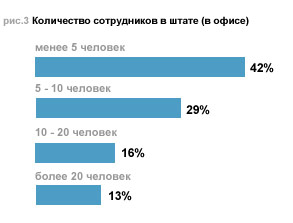 рис.3 Количество сотрудников в штате (в офисе)
менее 5 человек
42%
5 - 10 человек
29%
10 - 20 человек
16%
более 20 человек
13%